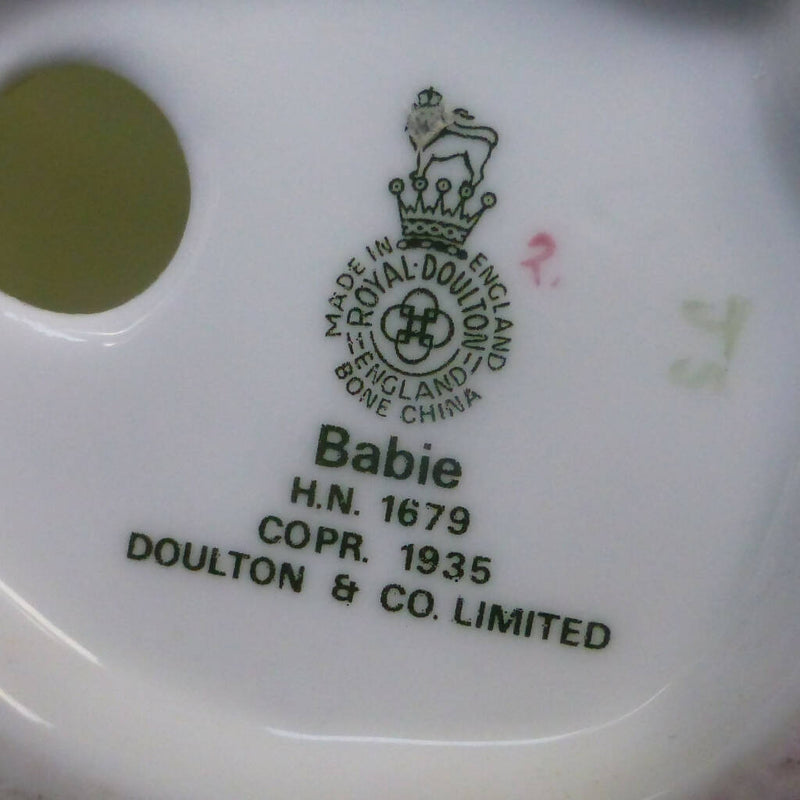 MADE IN ENGLAND
ROYAL·DOULTON
ENGLAND
BONE CHINA
Babie
H.N. 1679
COPR. 1935
DOULTON & CO. LIMITED